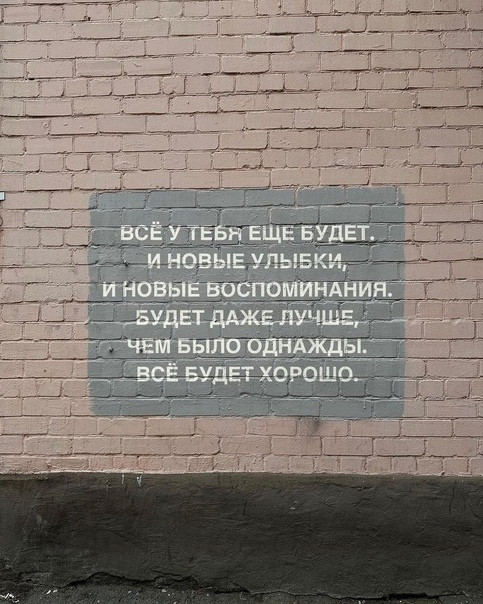 ВСЁ У ТЕБЯ ЕЩЕ БУДЕТ.
И НОВЫЕ УЛЫБКИ,
И НОВЫЕ ВОСПОМИНАНИЯ.
БУДЕТ ДАЖЕ ЛУЧШЕ,
ЧЕМ БЫЛО ОДНАЖДЫ.
ВСЁ БУДЕТ ХОРОШО.